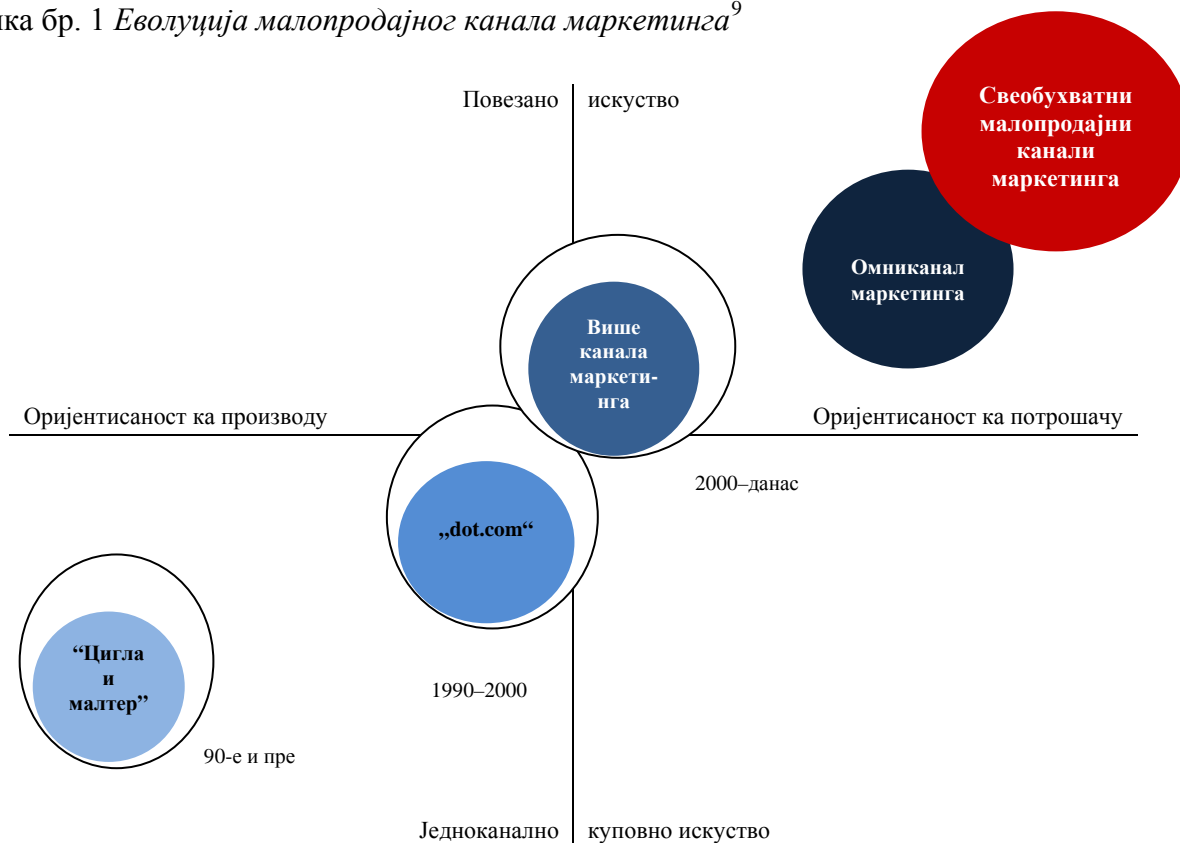 ка бр. 1 Еволуција малопродајног канала маркетинга9
Повезано искуство
Свеобухватни
малопродајни
канали
маркетинга
Омниканал
маркетинга
Више
канала
маркети-
нга
Оријентисаност ка производу
Оријентисаност ка потрошачу
2000–данас
„dot.com“
“Цигла
и
малтер”
1990–2000
90-е и пре
Једноканално куповно искуство